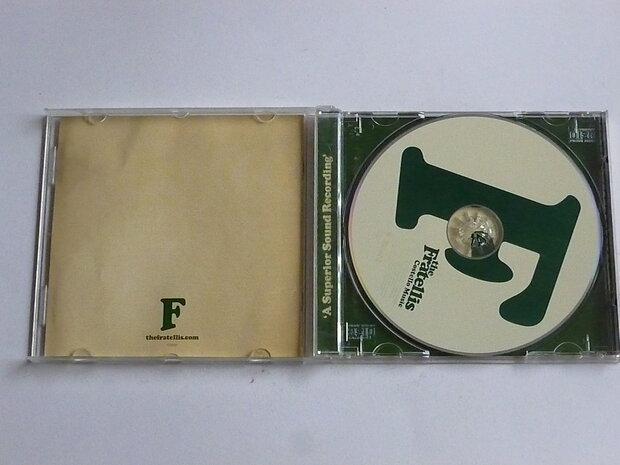 F
thefratellis.com
'A Superior Sound Recording'
F
the
Fratellis
Costello Music